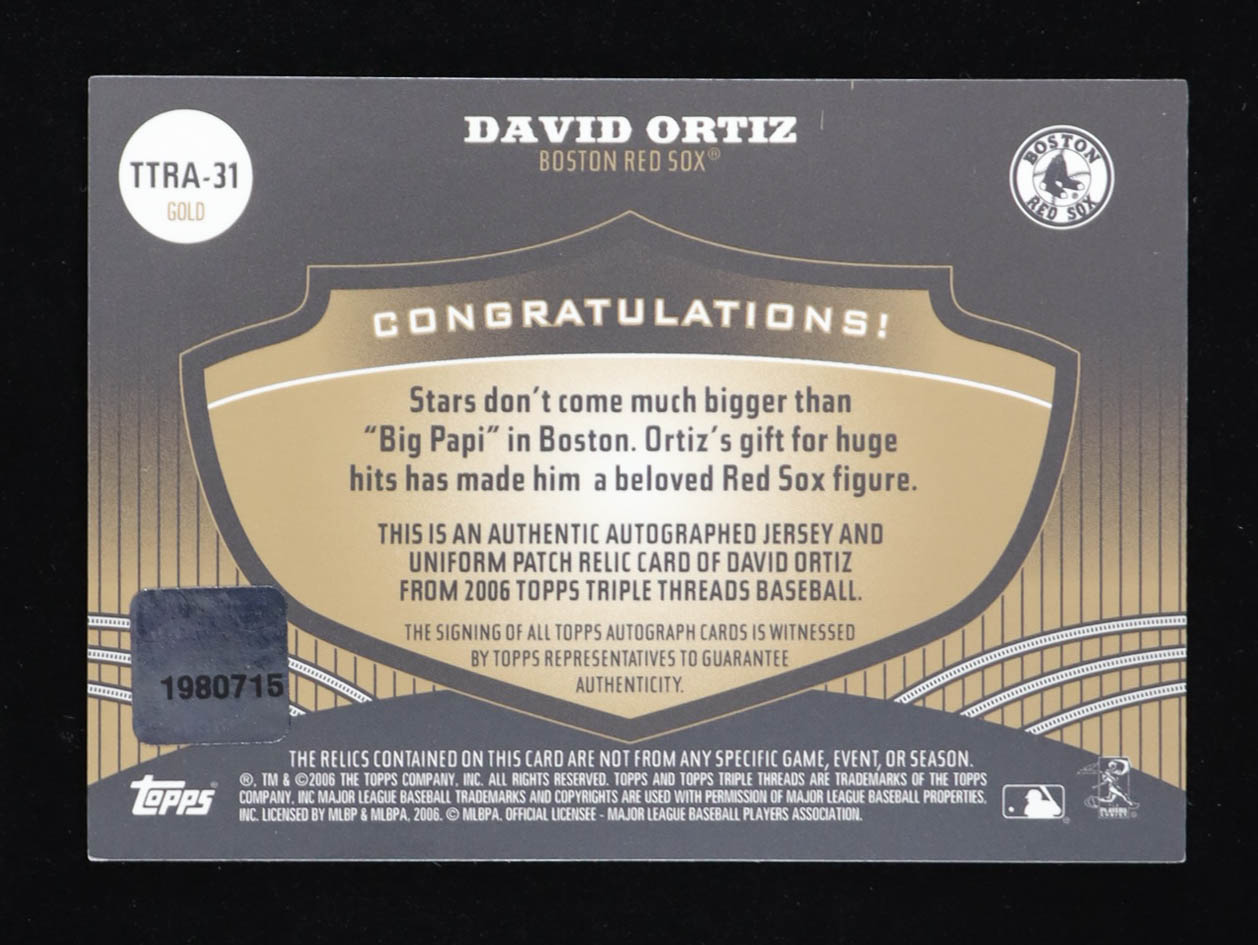 DAVID ORTIZ
BOSTON RED SOX®
TTRA-31
GOLD
BOSTON
RED SOX
CONGRATULATIONS!
Stars don't come much bigger than
"Big Papi" in Boston. Ortiz's gift for huge
hits has made him a beloved Red Sox figure.
THIS IS AN AUTHENTIC AUTOGRAPHED JERSEY AND
UNIFORM PATCH RELIC CARD OF DAVID ORTIZ
FROM 2006 TOPPS TRIPLE THREADS BASEBALL.
THE SIGNING OF ALL TOPPS AUTOGRAPH CARDS IS WITNESSED
BY TOPPS REPRESENTATIVES TO GUARANTEE
AUTHENTICITY.
1980715
THE RELICS CONTAINED ON THIS CARD ARE NOT FROM ANY SPECIFIC GAME, EVENT, OR SEASON.
®, TM & ©2006 THE TOPPS COMPANY, INC. ALL RIGHTS RESERVED. TOPPS AND TOPPS TRIPLE THREADS ARE TRADEMARKS OF THE TOPPS
COMPANY, INC MAJOR LEAGUE BASEBALL TRADEMARKS AND COPYRIGHTS ARE USED WITH PERMISSION OF MAJOR LEAGUE BASEBALL PROPERTIES,
INC. LICENSED BY MLBP & MLBPA, 2006. © MLBPA. OFFICIAL LICENSEE - MAJOR LEAGUE BASEBALL PLAYERS ASSOCIATION.
topps